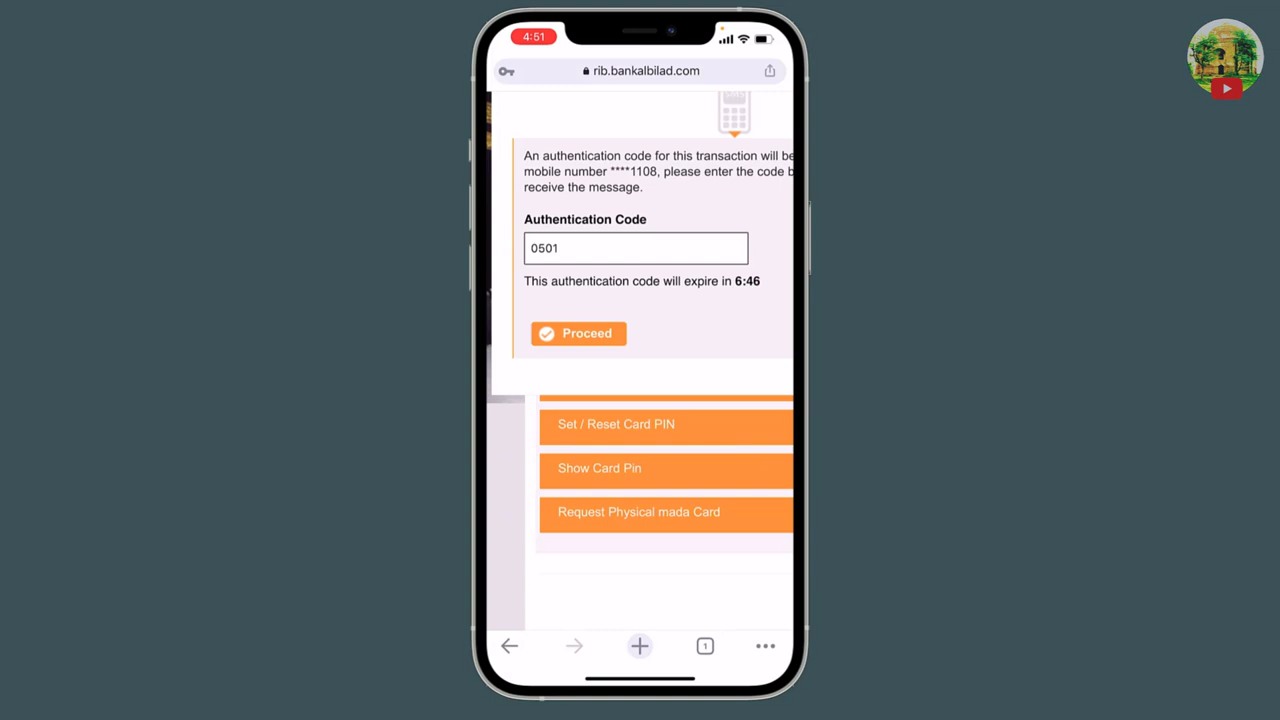 4:51
rib.bankalbilad.com
An authentication code for this transaction will be
mobile number ****1108, please enter the code b
receive the message.
Authentication Code
0501
This authentication code will expire in 6:46
Proceed
Set / Reset Card PIN
Show Card Pin
Request Physical mada Card
1